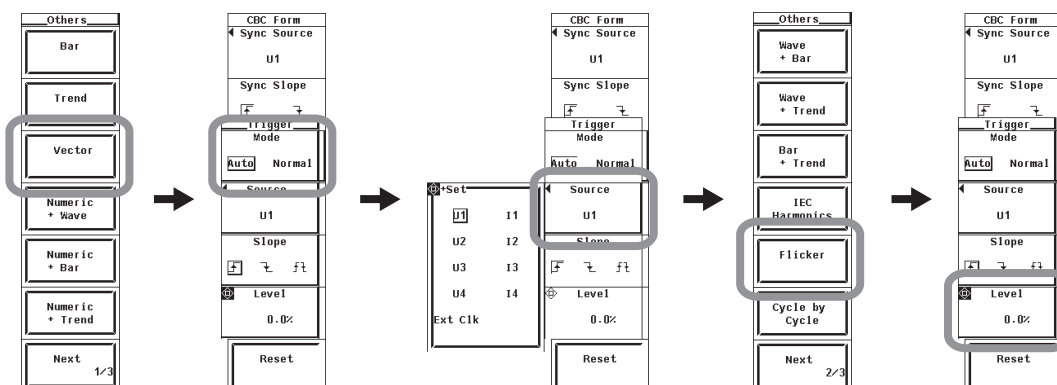 Others
Bar
Trend
Vector
Numeric
+ Wave
Numeric
+ Bar
Numeric
+ Trend
Next
1/3
CBC Form
Sync Source
U1
Sync Slope
Trigger
Mode
Auto Normal
Source
U1
Slope
Level
0.0%
Reset
+Set
U1 I1
U2 I2
U3 I3
U4 I4
Ext Clk
CBC Form
Sync Source
U1
Sync Slope
Trigger
Mode
Auto Normal
Source
U1
Slope
Level
0.0%
Reset
Others
Wave
+ Bar
Wave
+ Trend
Bar
+ Trend
IEC
Harmonics
Flicker
Cycle by
Cycle
Next
2/3
CBC Form
Sync Source
U1
Sync Slope
Trigger
Mode
Auto Normal
Source
U1
Slope
Level
0.0%
Reset